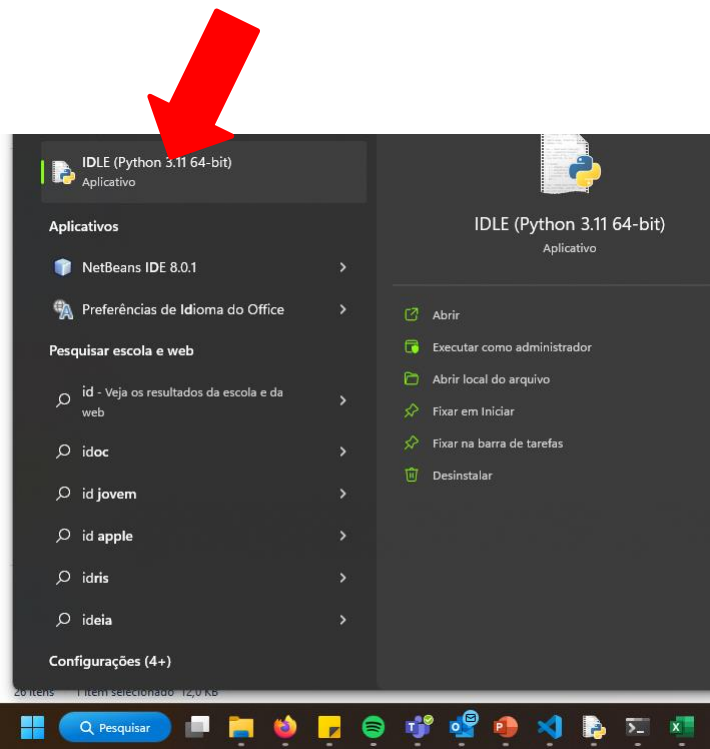 IDLE (Python 3.11 64-bit)
Aplicativo
Aplicativos
NetBeans IDE 8.0.1
Preferências de Idioma do Office
Pesquisar escola e web
id - Veja os resultados da escola e da
web
idoc
id jovem
id apple
idris
ideia
Configurações (4+)
IDLE (Python 3.11 64-bit)
Aplicativo
Abrir
Executar como administrador
Abrir local do arquivo
Fixar em Iniciar
Fixar na barra de tarefas
Desinstalar
26 itens 1 item selecionado 12,0 KB
Pesquisar